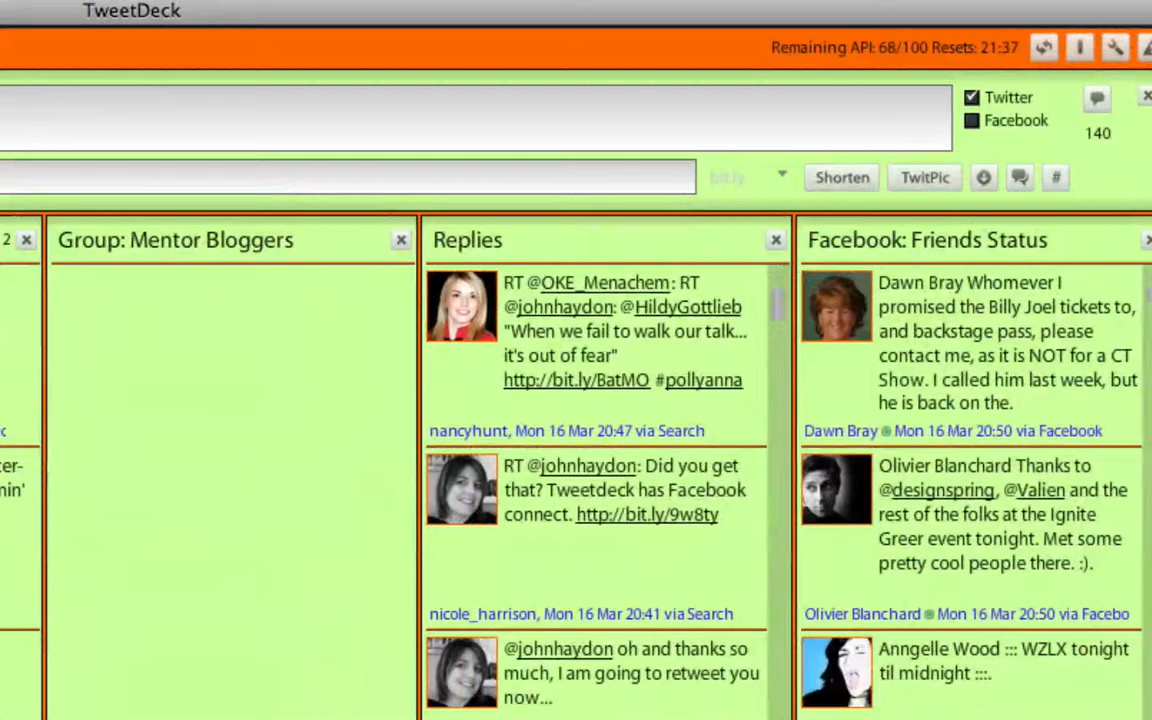 TweetDeck
Remaining API: 68/100 Resets: 21:37
Twitter
Facebook
140
bit.ly
Shorten
TwitPic
#
2
Group: Mentor Bloggers
Replies
Facebook: Friends Status
RT @OKE_Menachem: RT
@johnhaydon: @HildyGottlieb
"When we fail to walk our talk...
it's out of fear"
http://bit.ly/BatMO #pollyanna
nancyhunt, Mon 16 Mar 20:47 via Search
RT @johnhaydon: Did you get
that? Tweetdeck has Facebook
connect. http://bit.ly/9w8ty
nicole_harrison, Mon 16 Mar 20:41 via Search
@johnhaydon oh and thanks so
much, I am going to retweet you
now...
Dawn Bray Whomever I
promised the Billy Joel tickets to,
and backstage pass, please
contact me, as it is NOT for a CT
Show. I called him last week, but
he is back on the.
Dawn Bray Mon 16 Mar 20:50 via Facebook
Olivier Blanchard Thanks to
@designspring, @Valien and the
rest of the folks at the Ignite
Greer event tonight. Met some
pretty cool people there. :).
Olivier Blanchard Mon 16 Mar 20:50 via Facebo
Anngelle Wood ::: WZLX tonight
til midnight :::.